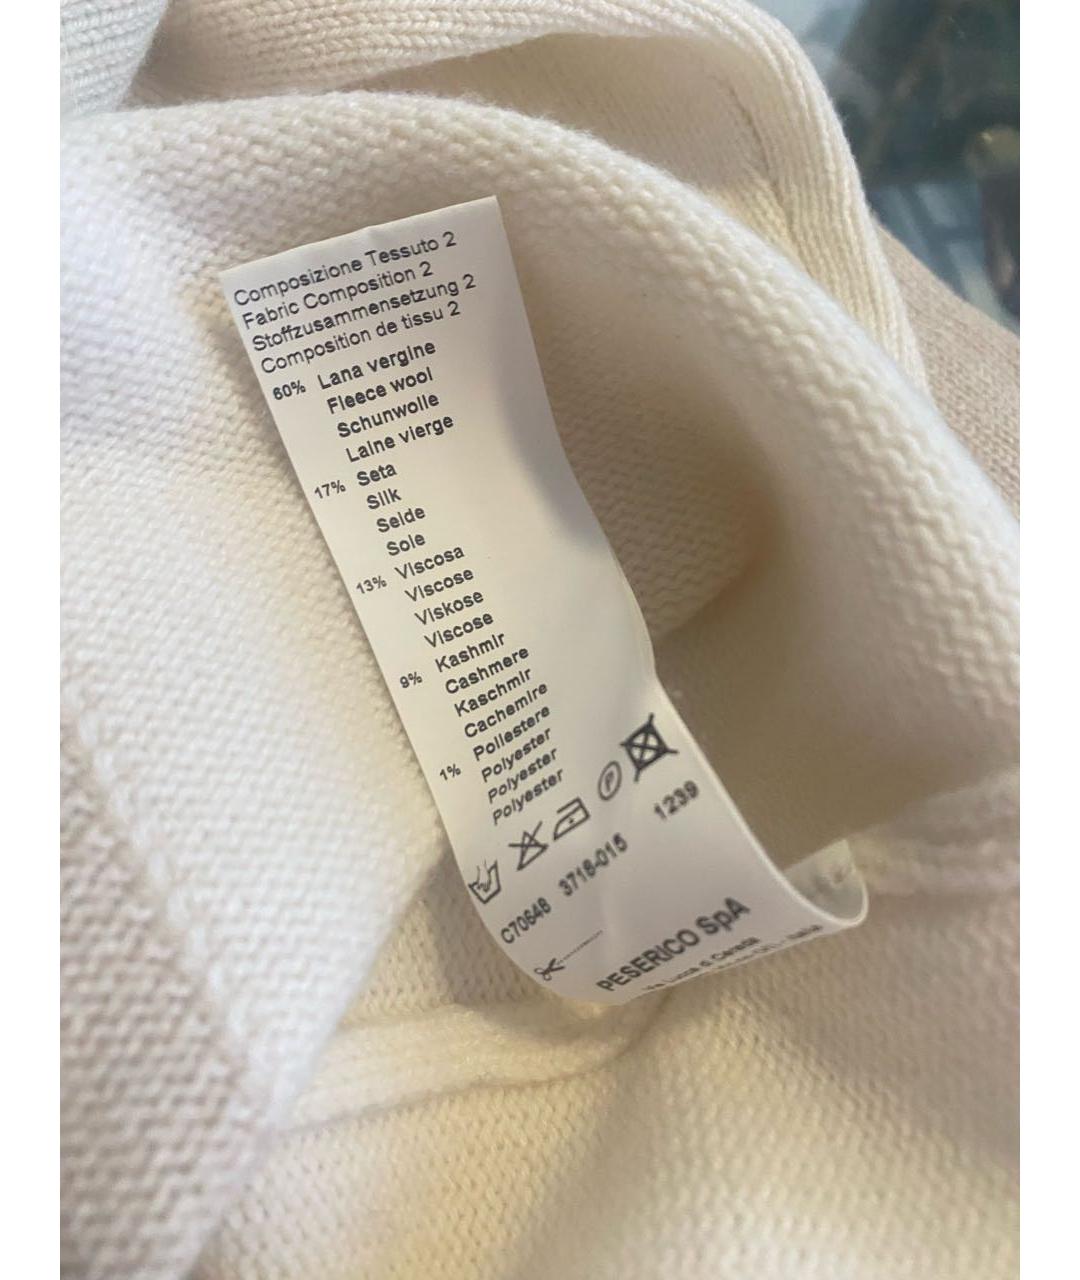 Composizione Tessuto 2
Fabric Composition 2
Stoffzusammensetzung 2
Composition de tissu 2
60% Lana vergine
Fleece wool
Schunwolle
Laine vierge
17% Seta
Silk
Seide
Soie
13% Viscosa
Viscose
Viskose
Viscose
9% Kashmir
Cashmere
Kaschmir
Cachemire
1% Poliestere
Polyester
Polyester
Polyester
P
C70648 3718-015 1239
PESERICO SpA